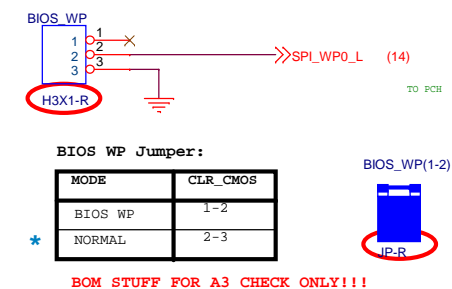 BIOS_WP
1 1
2 2
3 3
SPI_WP0_L (14)
TO PCH
H3X1-R
BIOS WP Jumper:
MODE CLR_CMOS
BIOS WP 1-2
* NORMAL 2-3
BIOS_WP(1-2)
JP-R
BOM STUFF FOR A3 CHECK ONLY!!!